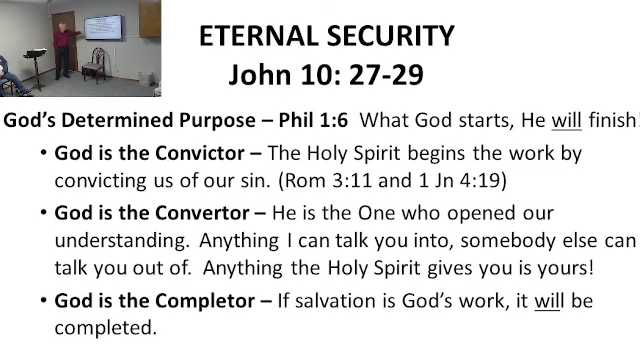 ETERNAL SECURITY
John 10: 27-29
God's Determined Purpose – Phil 1:6 What God starts, He will finish!
• God is the Convictor – The Holy Spirit begins the work by
convicting us of our sin. (Rom 3:11 and 1 Jn 4:19)
• God is the Convertor – He is the One who opened our
understanding. Anything I can talk you into, somebody else can
talk you out of. Anything the Holy Spirit gives you is yours!
• God is the Completor – If salvation is God's work, it will be
completed.